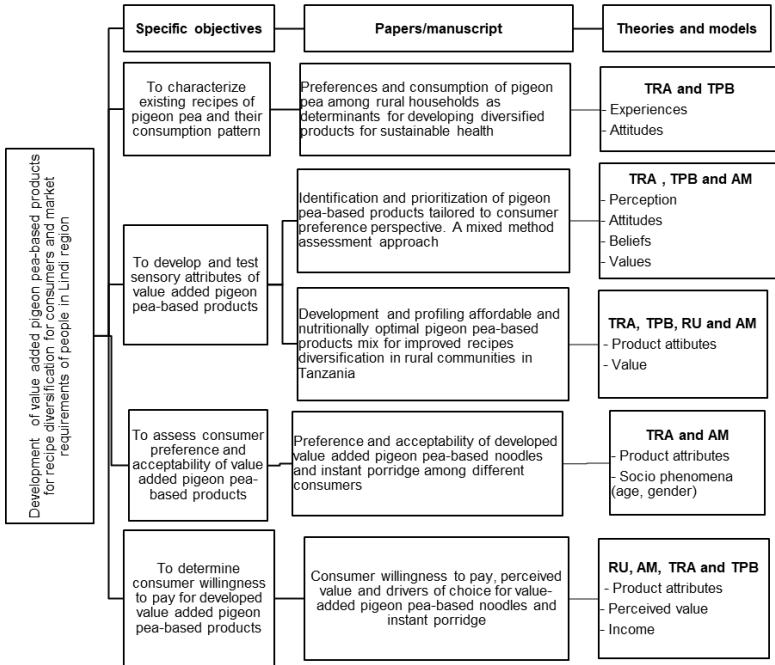 Specific objectives
Papers/manuscript
Theories and models
Development of value added pigeon pea-based products
for recipe diversification for consumers and market
requirements of people in Lindi region
To characterize
existing recipes of
pigeon pea and their
consumption pattern
Preferences and consumption of pigeon
pea among rural households as
determinants for developing diversified
products for sustainable health
TRA and TPB
- Experiences
- Attitudes
To develop and test
sensory attributes of
value added pigeon
pea-based products
Identification and prioritization of pigeon
pea-based products tailored to consumer
preference perspective. A mixed method
assessment approach
TRA , TPB and AM
- Perception
- Attitudes
- Beliefs
- Values
Development and profiling affordable and
nutritionally optimal pigeon pea-based
products mix for improved recipes
diversification in rural communities in
Tanzania
TRA, TPB, RU and AM
- Product attibutes
- Value
To assess consumer
preference and
acceptability of value
added pigeon pea-
based products
Preference and acceptability of developed
value added pigeon pea-based noodles
and instant porridge among different
consumers
TRA and AM
- Product attributes
- Socio phenomena
(age, gender)
To determine
consumer willingness
to pay for developed
value added pigeon
pea-based products
Consumer willingness to pay, perceived
value and drivers of choice for value-
added pigeon pea-based noodles and
instant porridge
RU, AM, TRA and TPB
- Product attributes
- Perceived value
- Income